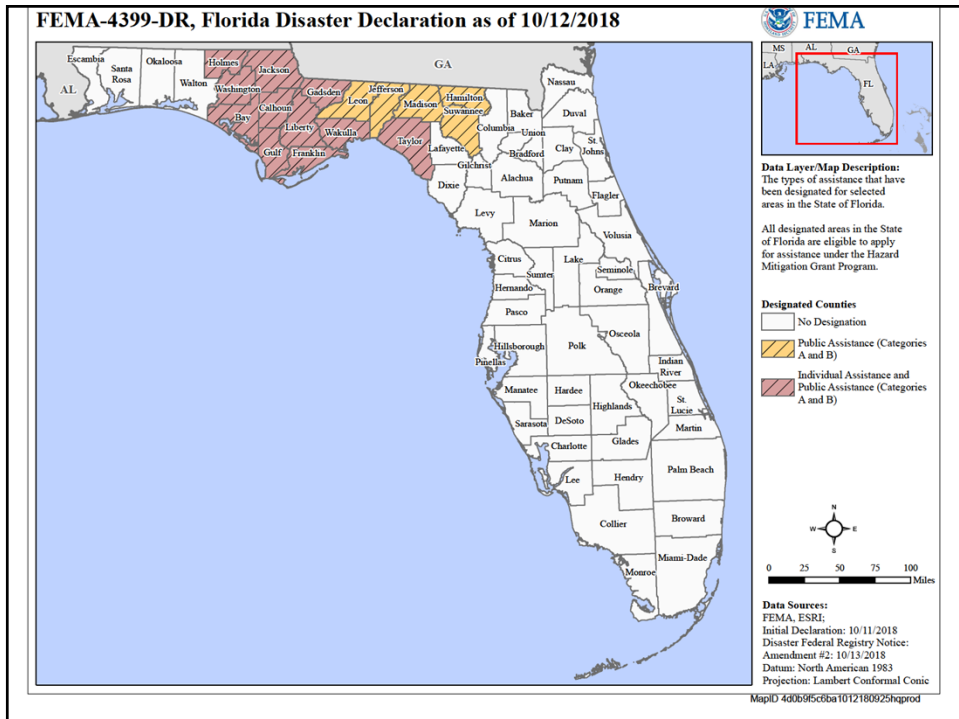 FEMA-4399-DR, Florida Disaster Declaration as of 10/12/2018
FEMA
GA
AL
Escambia
Santa
Rosa
Okaloosa
Walton
Holmes
Jackson
Washington
Bay
Calhoun
Gadsden
Liberty
Gulf
Franklin
Wakulla
Leon
Jefferson
Madison
Hamilton
Suwannee
Taylor
Lafayette
Columbia
Baker
Nassau
Duval
Union
Bradford
Clay
St.
Johns
Gilchrist
Dixie
Alachua
Putnam
Flagler
Levy
Marion
Volusia
Citrus
Sumter
Lake
Seminole
Hernando
Orange
Brevard
Pasco
Osceola
Hillsborough
Polk
Pinellas
Indian
River
Manatee
Hardee
Okeechobee
Highlands
St.
Lucie
Sarasota
DeSoto
Martin
Charlotte
Glades
Lee
Hendry
Palm Beach
Collier
Broward
Monroe
Miami-Dade
MS
AL
GA
LA
FL
Data Layer/Map Description:
The types of assistance that have
been designated for selected
areas in the State of Florida.
All designated areas in the State
of Florida are eligible to apply
for assistance under the Hazard
Mitigation Grant Program.
Designated Counties
No Designation
Public Assistance (Categories
A and B)
Individual Assistance and
Public Assistance (Categories
A and B)
N
W E
S
0 25 50 75 100
Miles
Data Sources:
FEMA, ESRI;
Initial Declaration: 10/11/2018
Disaster Federal Registry Notice:
Amendment #2: 10/13/2018
Datum: North American 1983
Projection: Lambert Conformal Conic
MapID 4d0b9f5c6ba1012180925hqprod